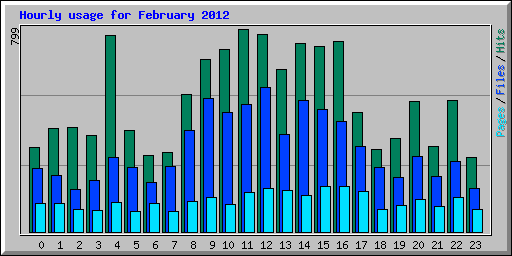 Hourly usage for February 2012
799
Pages/Files/Hits
0 1 2 3 4 5 6 7 8 9 10 11 12 13 14 15 16 17 18 19 20 21 22 23